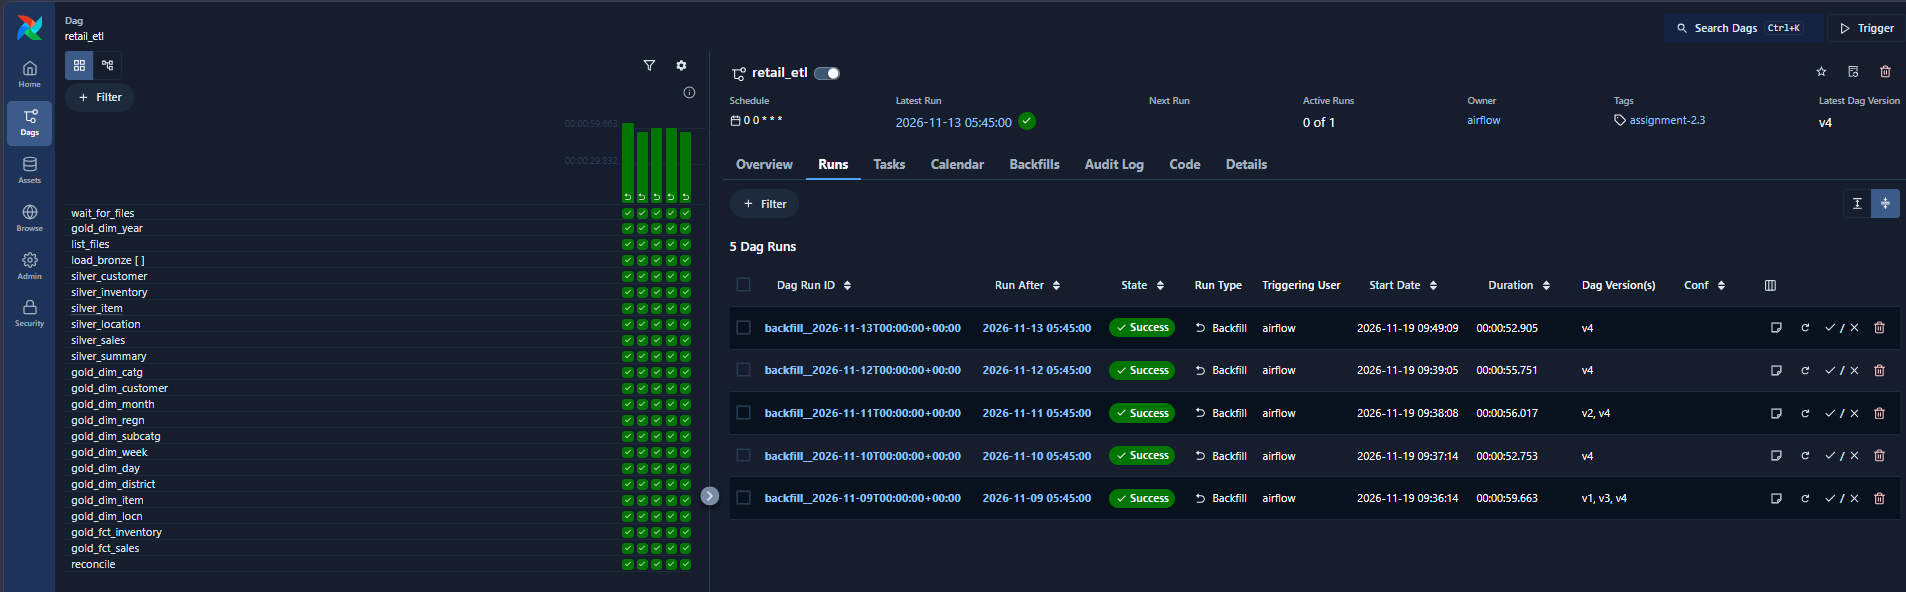 Dag
retail_etl
Search Dags Ctrl+K
Trigger
Home
Dags
Assets
Browse
Admin
Security
+ Filter
00:00:59.663
00:00:29.832
wait_for_files
gold_dim_year
list_files
load_bronze [ ]
silver_customer
silver_inventory
silver_item
silver_location
silver_sales
silver_summary
gold_dim_catg
gold_dim_customer
gold_dim_month
gold_dim_regn
gold_dim_subcatg
gold_dim_week
gold_dim_day
gold_dim_district
gold_dim_item
gold_dim_locn
gold_fct_inventory
gold_fct_sales
reconcile
retail_etl
Schedule Latest Run Next Run Active Runs Owner Tags Latest Dag Version
0 0 * * * 2026-11-13 05:45:00 0 of 1 airflow assignment-2.3 v4
Overview Runs Tasks Calendar Backfills Audit Log Code Details
+ Filter
5 Dag Runs
Dag Run ID Run After State Run Type Triggering User Start Date Duration Dag Version(s) Conf
backfill__2026-11-13T00:00:00+00:00 2026-11-13 05:45:00 Success Backfill airflow 2026-11-19 09:49:09 00:00:52.905 v4 /
backfill__2026-11-12T00:00:00+00:00 2026-11-12 05:45:00 Success Backfill airflow 2026-11-19 09:39:05 00:00:55.751 v4 /
backfill__2026-11-11T00:00:00+00:00 2026-11-11 05:45:00 Success Backfill airflow 2026-11-19 09:38:08 00:00:56.017 v2, v4 /
backfill__2026-11-10T00:00:00+00:00 2026-11-10 05:45:00 Success Backfill airflow 2026-11-19 09:37:14 00:00:52.753 v4 /
backfill__2026-11-09T00:00:00+00:00 2026-11-09 05:45:00 Success Backfill airflow 2026-11-19 09:36:14 00:00:59.663 v1, v3, v4 /